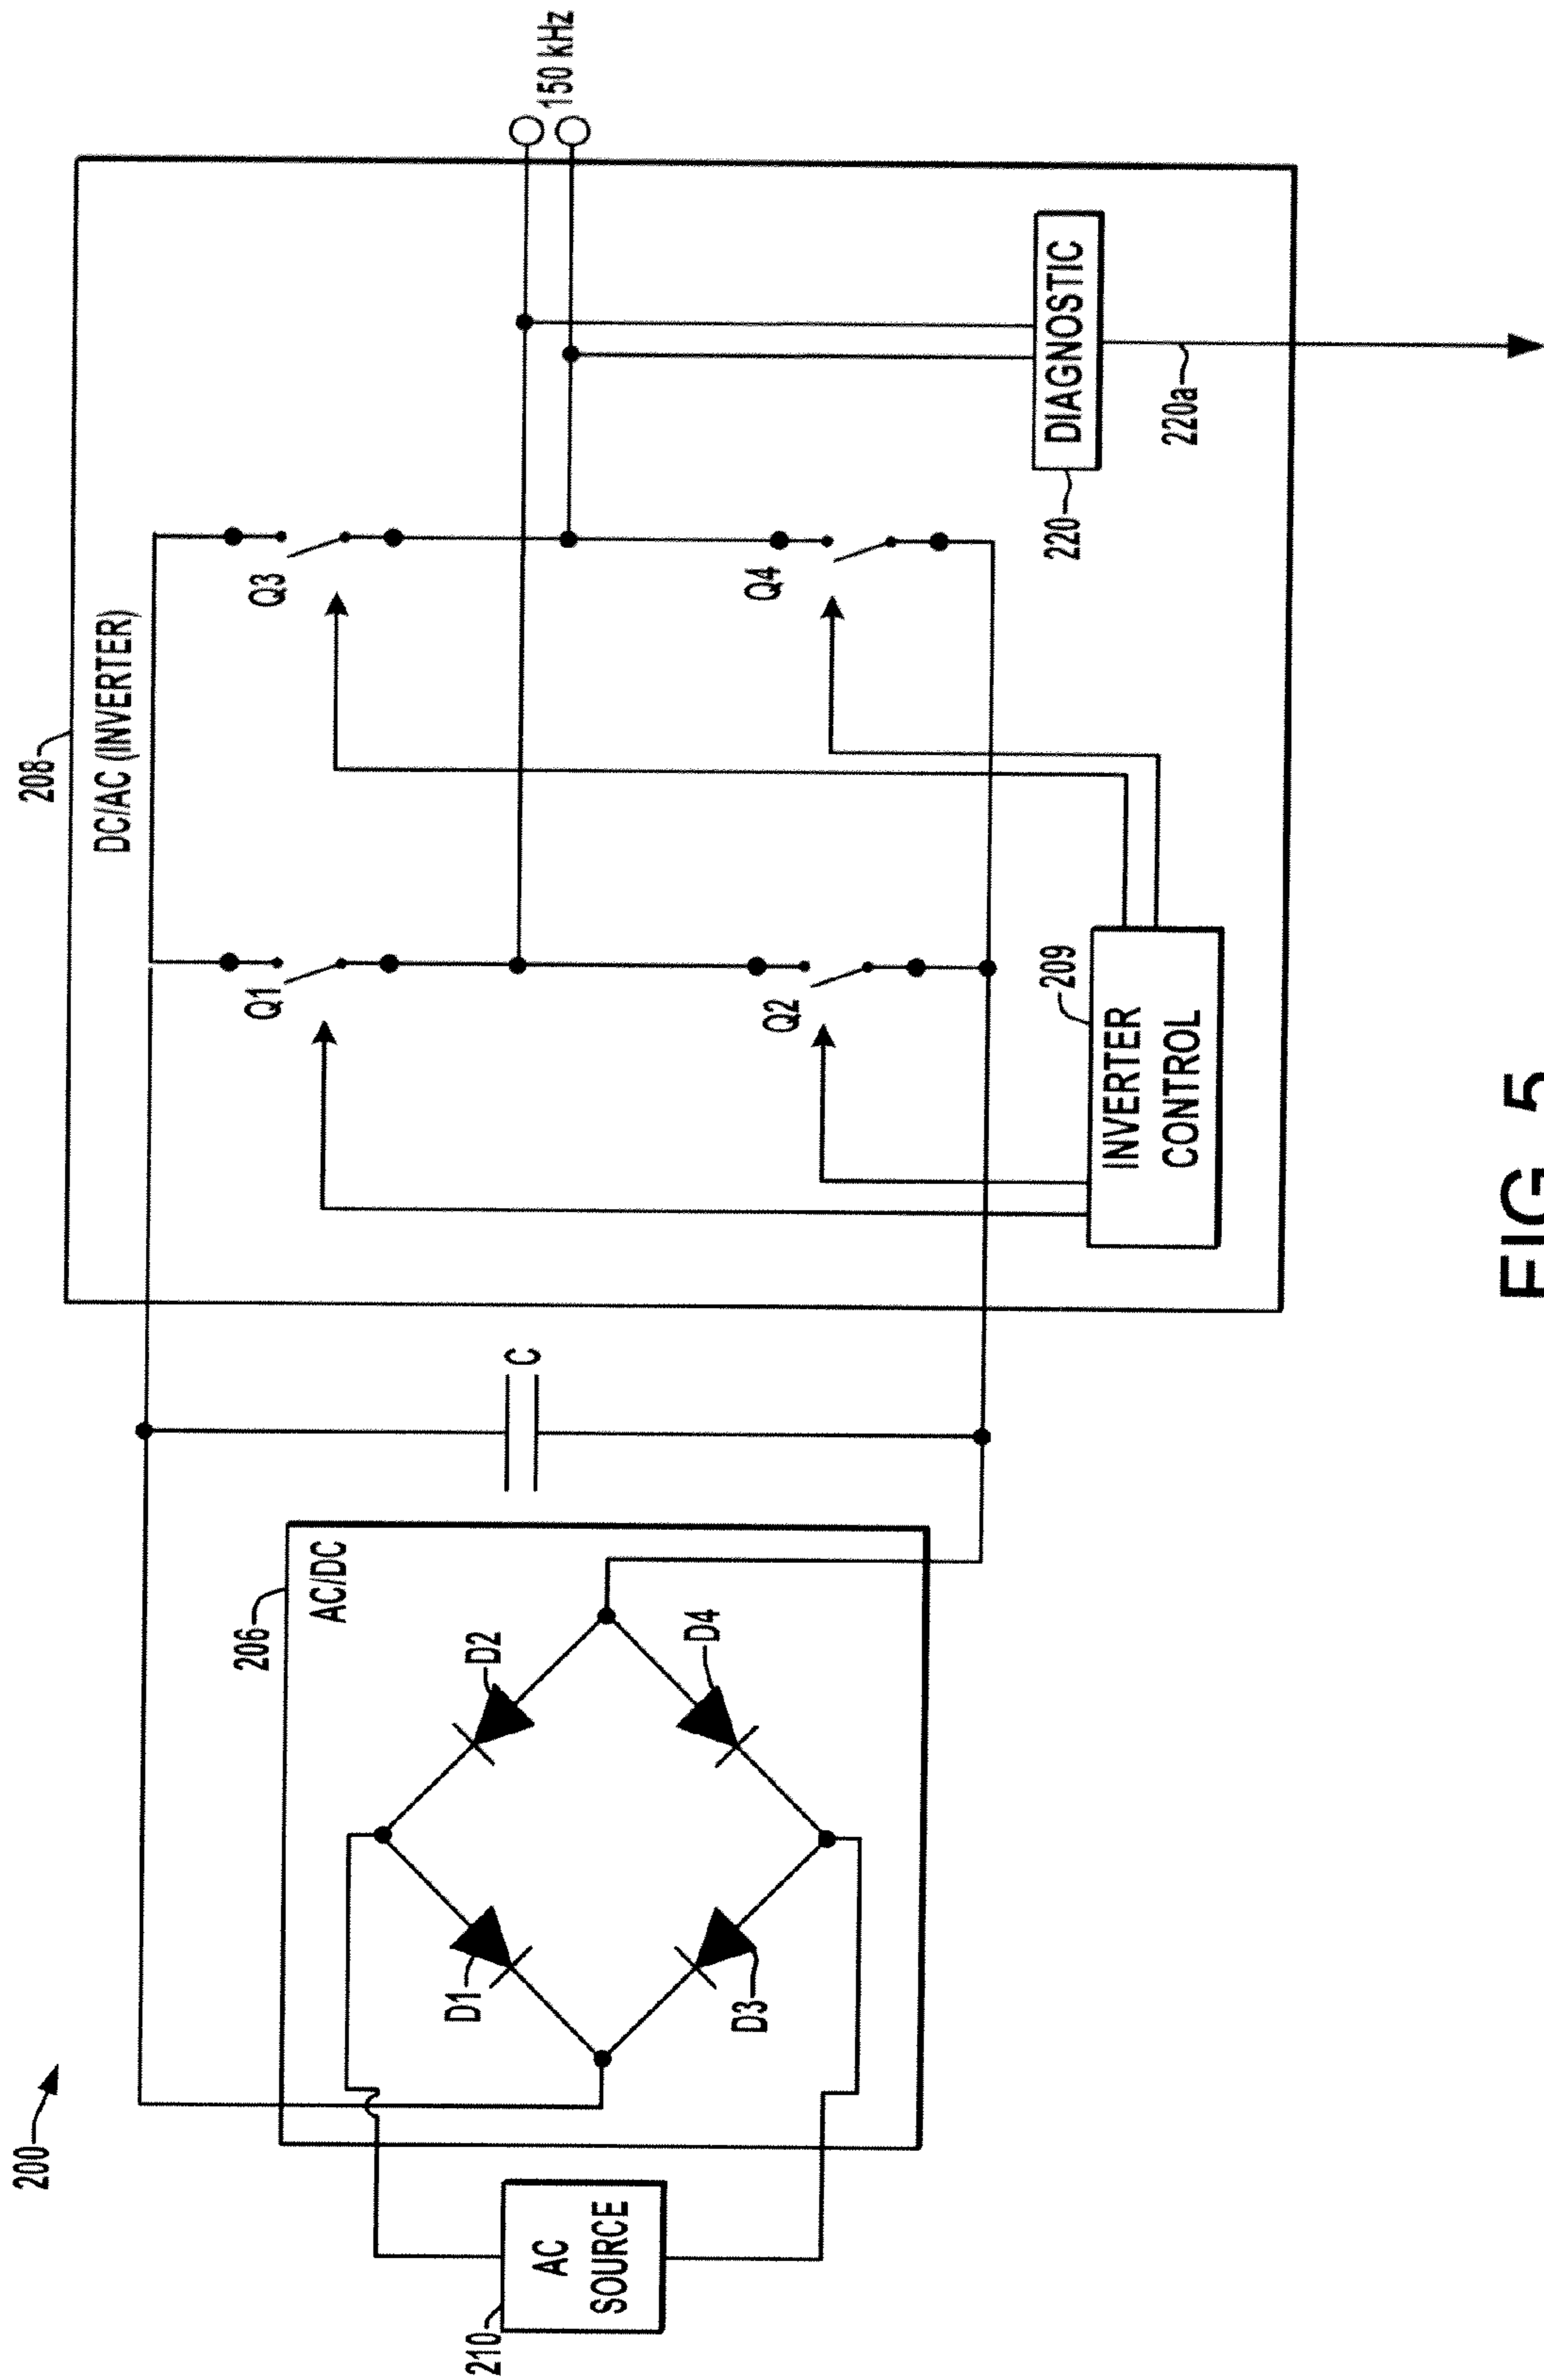 200
208
DC/AC (INVERTER)
206
AC/DC
Q1
Q3
150 kHz
D1
D2
C
210
AC
SOURCE
D3
D4
Q2
Q4
209
INVERTER
CONTROL
220
DIAGNOSTIC
220a
FIG. 5